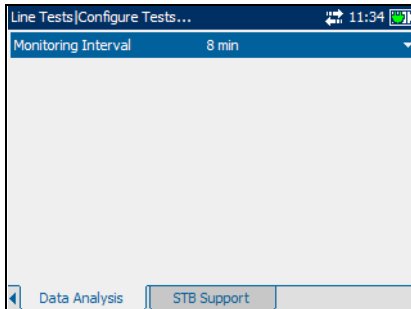 Line Tests|Configure Tests... 11:34
Monitoring Interval 8 min
Data Analysis STB Support